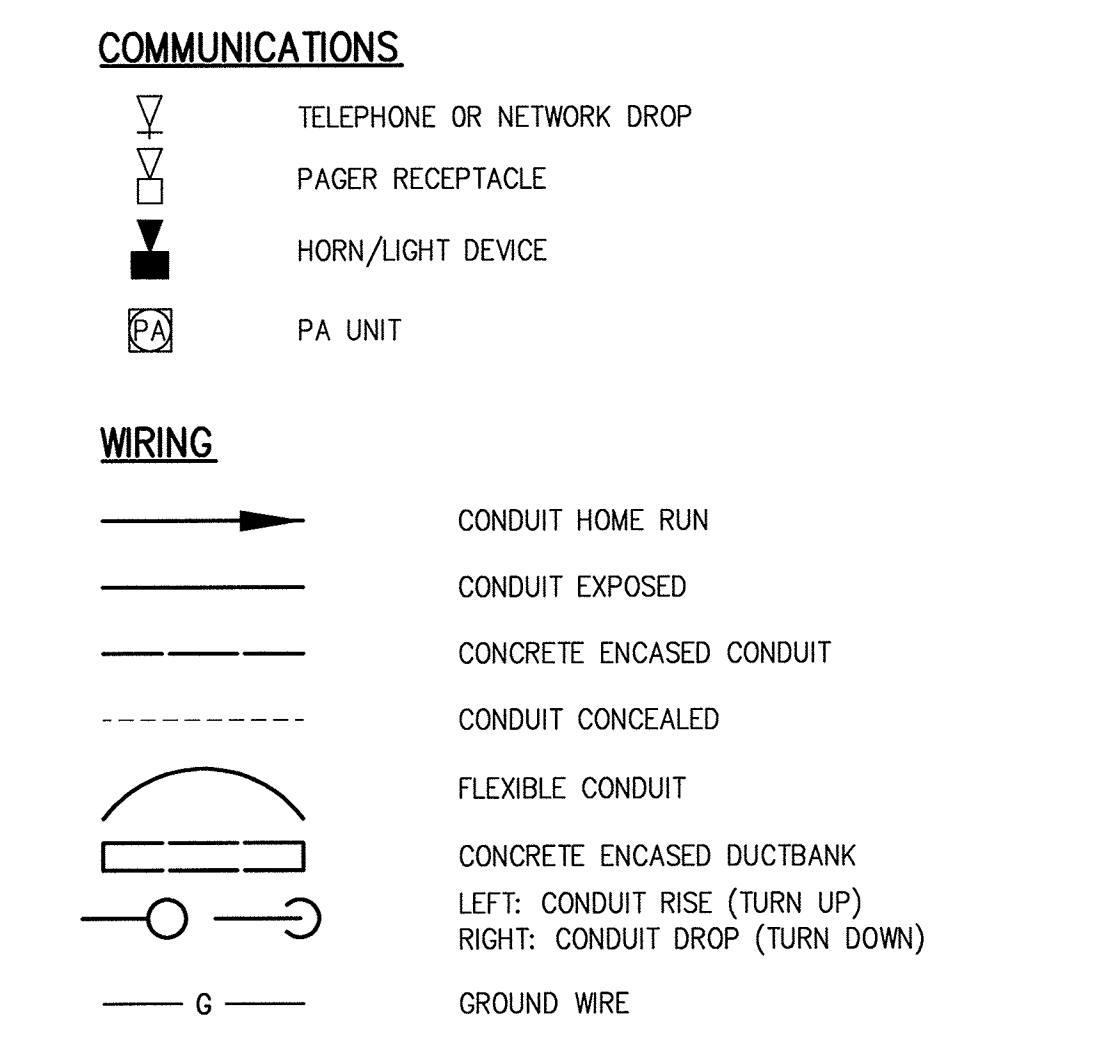 COMMUNICATIONS
TELEPHONE OR NETWORK DROP
PAGER RECEPTACLE
HORN/LIGHT DEVICE
PA PA UNIT
WIRING
CONDUIT HOME RUN
CONDUIT EXPOSED
CONCRETE ENCASED CONDUIT
CONDUIT CONCEALED
FLEXIBLE CONDUIT
CONCRETE ENCASED DUCTBANK
LEFT: CONDUIT RISE (TURN UP)
RIGHT: CONDUIT DROP (TURN DOWN)
G GROUND WIRE